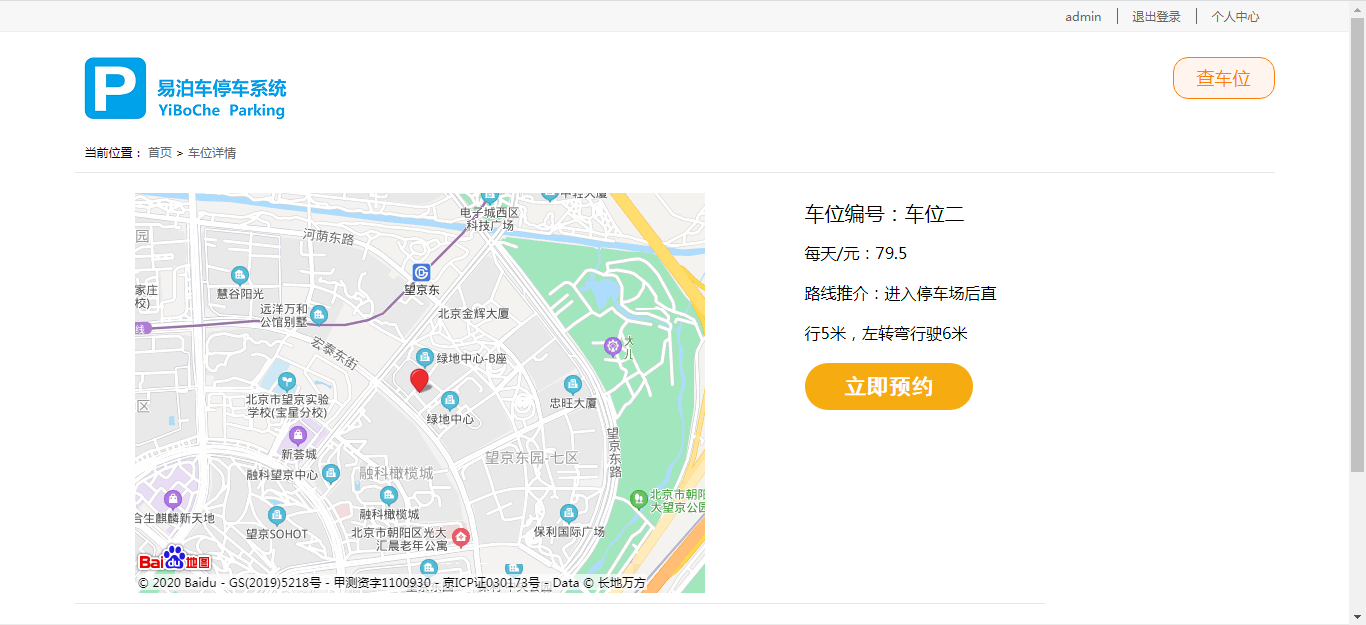 admin
退出登录
个人中心
易泊车停车系统
YiBoChe Parking
查车位
当前位置： 首页 > 车位详情
电子城西区
科技广场
河荫东路
园
望京东
慧谷阳光
家庄
校)
远洋万和
公馆别墅
北京金辉大厦
线
宏泰东街
绿地中心-B座
大
儿
北京市望京实验
学校(宝星分校)
绿地中心
忠旺大厦
区
新荟城
望京东路
望京东园-七区
融科望京中心
融科橄榄城
融科橄榄城
合生麒麟新天地
望京SOHOT
北京市朝阳区光大
汇晨老年公寓
保利国际广场
北京市朝阳
大望京公园
Bai du 地图
© 2020 Baidu - GS(2019)5218号 - 甲测资字1100930 - 京ICP证030173号 - Data © 长地万方
车位编号：车位二
每天/元：79.5
路线推介：进入停车场后直
行5米，左转弯行驶6米
立即预约